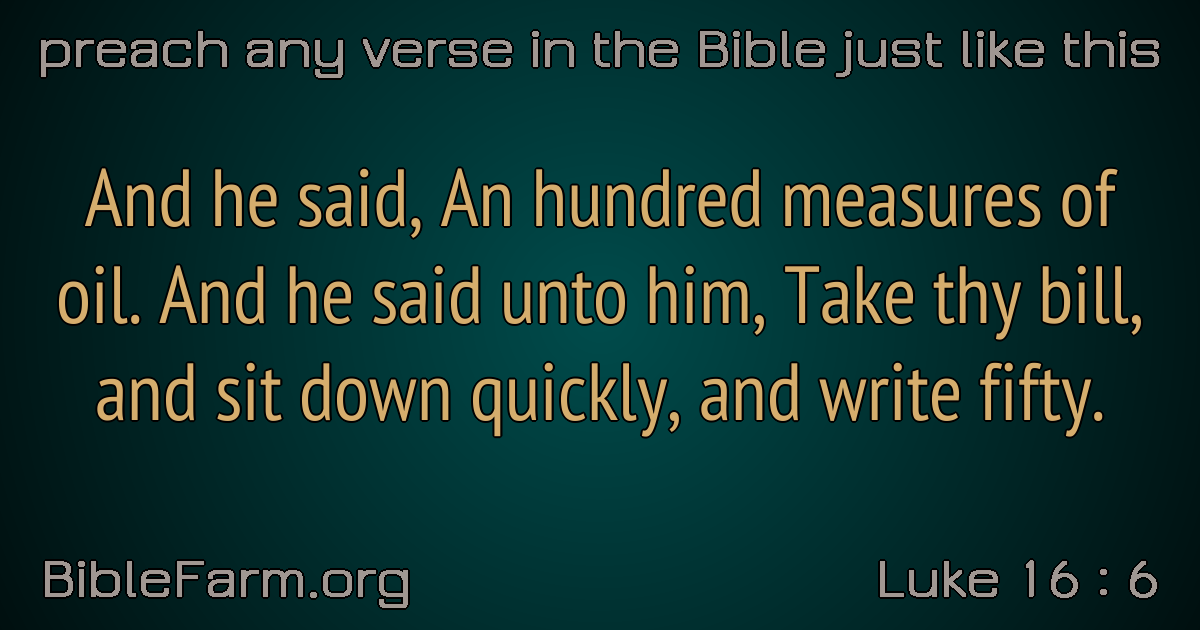 preach any verse in the Bible just like this
And he said, An hundred measures of
oil. And he said unto him, Take thy bill,
and sit down quickly, and write fifty.
BibleFarm.org
Luke 16 : 6